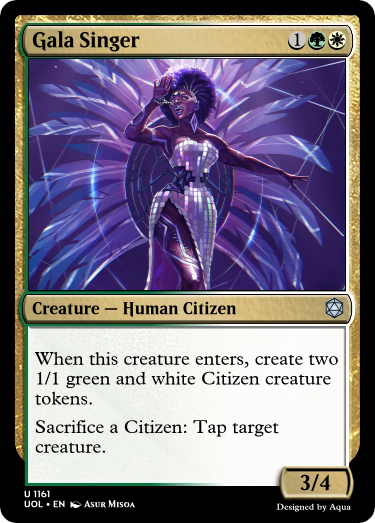 Gala Singer 1
Creature — Human Citizen
When this creature enters, create two
1/1 green and white Citizen creature
tokens.
Sacrifice a Citizen: Tap target
creature.
3/4
U 1161
UOL • EN Asur Misoa
Designed by Aqua